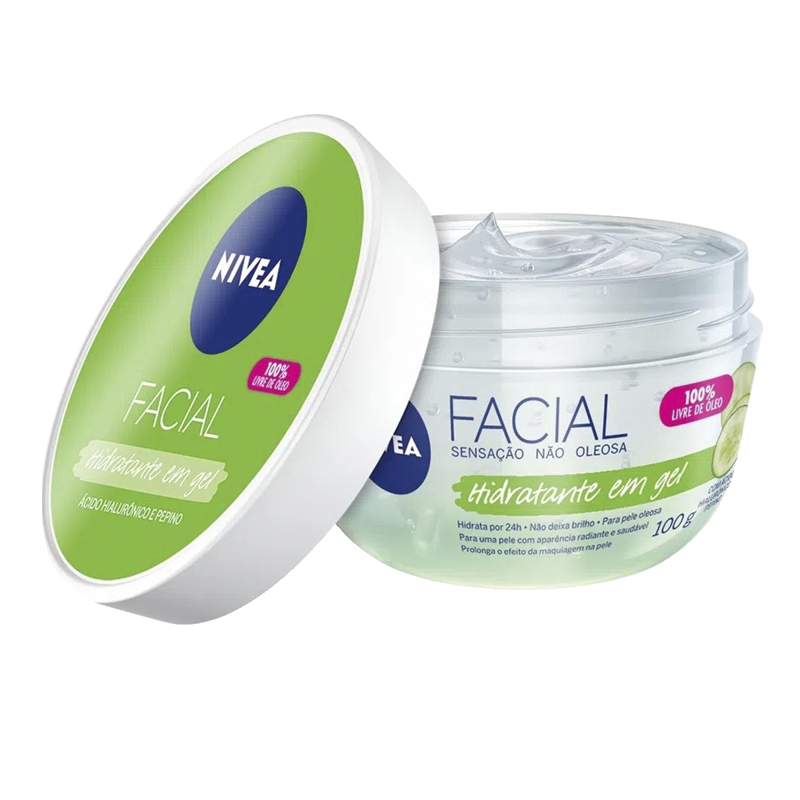 NIVEA
100%
LIVRE DE ÓLEO
FACIAL
Hidratante em gel
ÁCIDO HIALURÔNICO E PEPINO
EA
FACIAL
SENSAÇÃO NÃO OLEOSA
100%
LIVRE DE ÓLEO
Hidratante em gel
Hidrata por 24h • Não deixa brilho • Para pele oleosa
Para uma pele com aparência radiante e saudável
Prolonga o efeito da maquiagem na pele
100 g